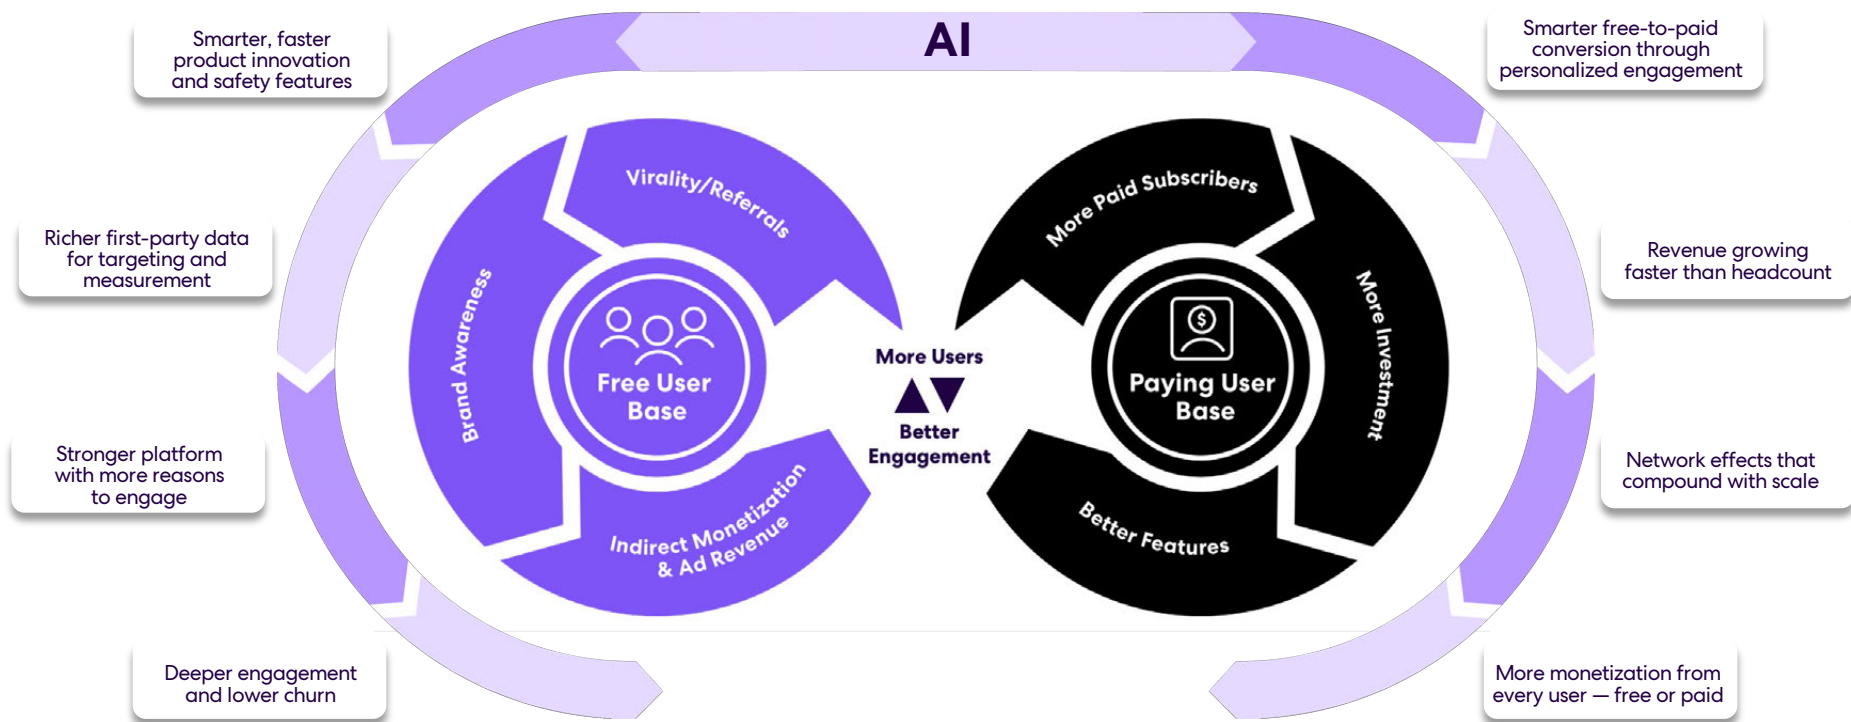 AI
Smarter, faster
product innovation
and safety features
Richer first-party data
for targeting and
measurement
Stronger platform
with more reasons
to engage
Deeper engagement
and lower churn
Virality/Referrals
Brand Awareness
Indirect Monetization
& Ad Revenue
Free User
Base
More Users
Better
Engagement
More Paid Subscribers
More Investment
Better Features
$
Paying User
Base
Smarter free-to-paid
conversion through
personalized engagement
Revenue growing
faster than headcount
Network effects that
compound with scale
More monetization from
every user — free or paid